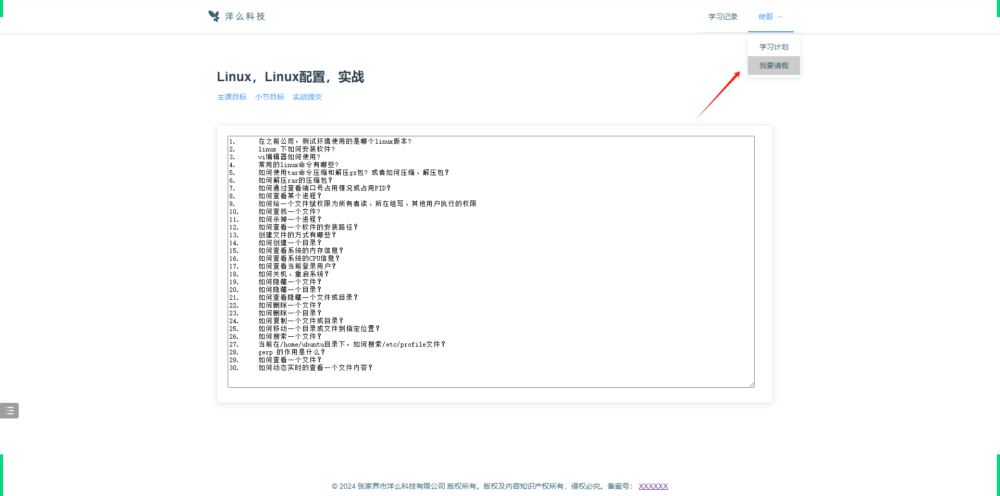 洋么科技
学习记录
俊哥
学习计划
我要请假
Linux，Linux配置，实战
主课目标 小节目标 实战提交
1. 在之前公司，测试环境使用的是哪个linux版本?
2. linux 下如何安装软件?
3. vi编辑器如何使用?
4. 常用的linux命令有哪些?
5. 如何使用tar命令压缩和解压gz包? 或者如何压缩、解压包？
6. 如何解压rar的压缩包？
7. 如何通过查看端口号占用情况或占用PID？
8. 如何查看某个进程？
9. 如何给一个文件赋权限为所有者读、所在组写、其他用户执行的权限
10. 如何查找一个文件?
11. 如何杀掉一个进程？
12. 如何查看一个软件的安装路径？
13. 创建文件的方式有哪些？
14. 如何创建一个目录？
15. 如何查看系统的内存信息？
16. 如何查看系统的CPU信息？
17. 如何查看当前登录用户？
18. 如何关机、重启系统？
19. 如何隐藏一个文件？
20. 如何隐藏一个目录？
21. 如何查看隐藏一个文件或目录？
22. 如何删除一个文件？
23. 如何删除一个目录？
24. 如何复制一个文件或目录？
25. 如何移动一个目录或文件到指定位置？
26. 如何搜索一个文件？
27. 当前在/home/ubuntu目录下，如何搜索/etc/profile文件？
28. gerp 的作用是什么？
29. 如何查看一个文件？
30. 如何动态实时的查看一个文件内容？
© 2024 张家界市洋么科技有限公司 版权所有。版权及内容知识产权所有，侵权必究。备案号： XXXXXX